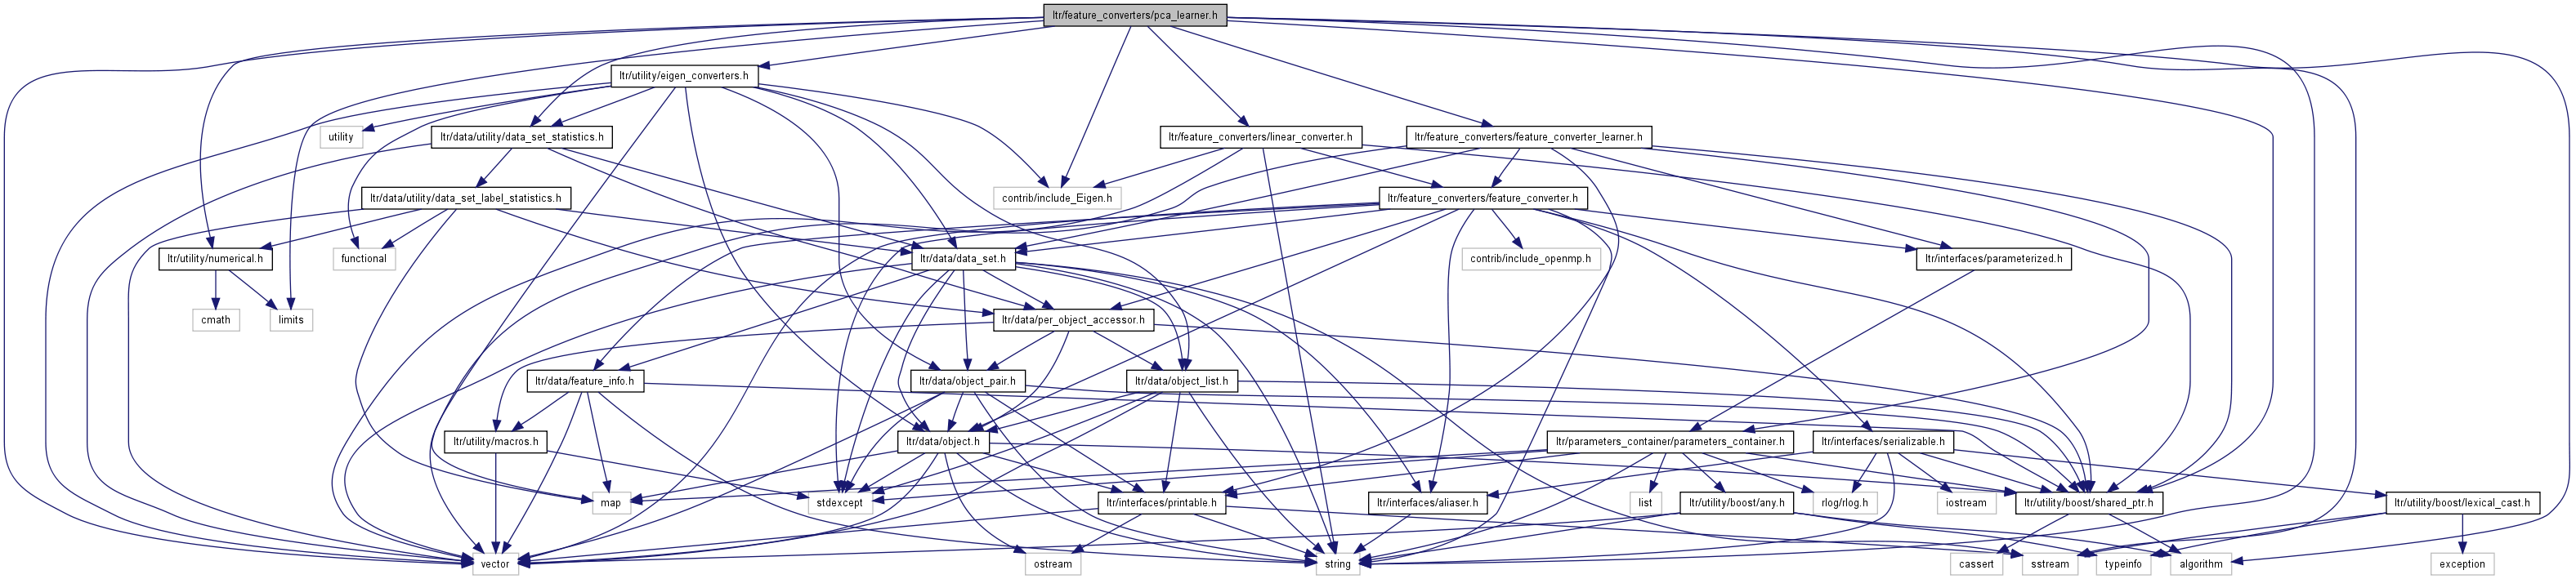 ltr/feature_converters/pca_learner.h
ltr/utility/eigen_converters.h
utility
ltr/data/utility/data_set_statistics.h
ltr/feature_converters/linear_converter.h
ltr/feature_converters/feature_converter_learner.h
ltr/data/utility/data_set_label_statistics.h
contrib/include_Eigen.h
ltr/feature_converters/feature_converter.h
ltr/utility/numerical.h
functional
ltr/data/data_set.h
contrib/include_openmp.h
ltr/interfaces/parameterized.h
cmath
limits
ltr/data/per_object_accessor.h
ltr/data/feature_info.h
ltr/data/object_pair.h
ltr/data/object_list.h
ltr/utility/macros.h
ltr/data/object.h
ltr/parameters_container/parameters_container.h
ltr/interfaces/serializable.h
map
stdexcept
ltr/interfaces/printable.h
ltr/interfaces/aliaser.h
list
ltr/utility/boost/any.h
rlog/rlog.h
iostream
ltr/utility/boost/shared_ptr.h
ltr/utility/boost/lexical_cast.h
vector
ostream
string
cassert
sstream
typeinfo
algorithm
exception